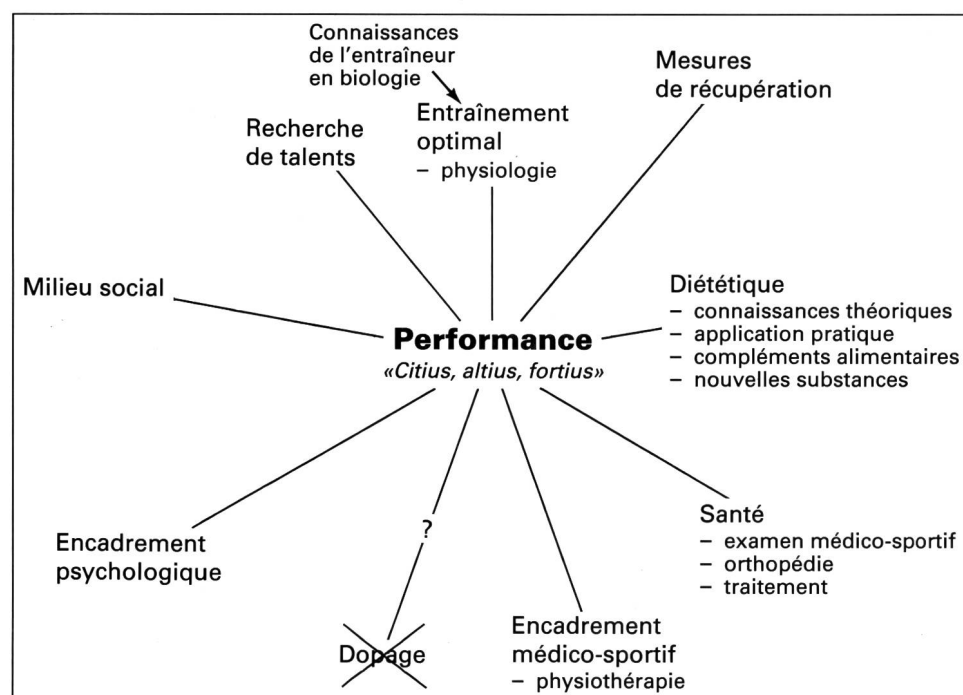 Connaissances
de l'entraîneur
en biologie
Entraînement
optimal
– physiologie
Mesures
de récupération
Recherche
de talents
Milieu social
Performance
«Citius, altius, fortius»
Diététique
– connaissances théoriques
– application pratique
– compléments alimentaires
– nouvelles substances
Santé
– examen médico-sportif
– orthopédie
– traitement
Encadrement
psychologique
?
Dopage
Encadrement
médico-sportif
– physiothérapie